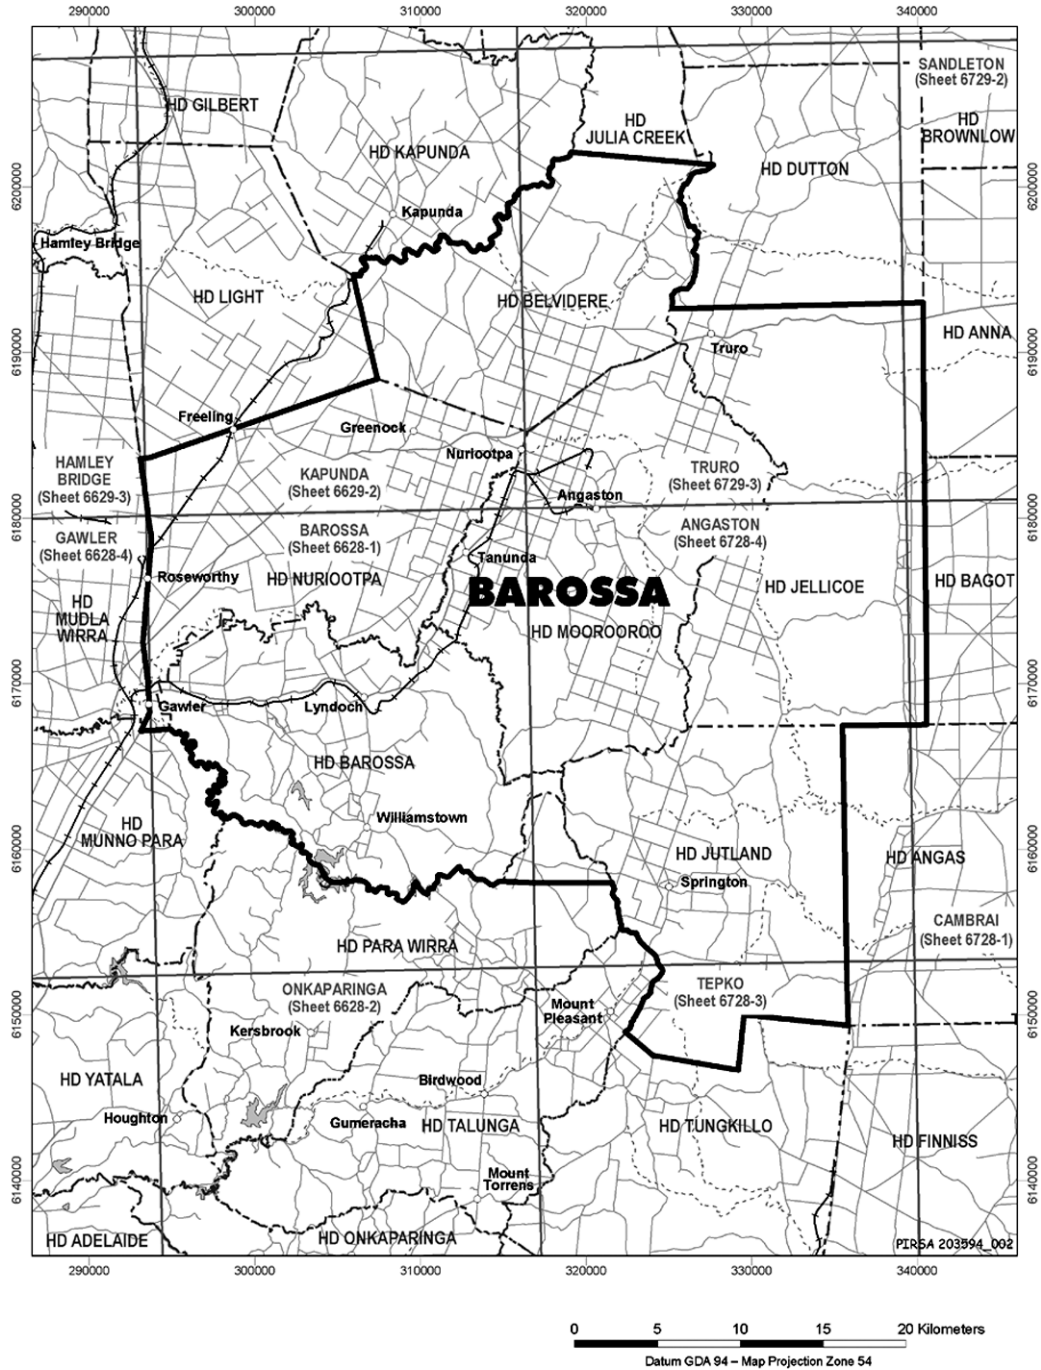 290000 300000 310000 320000 330000 340000
SANDLETON
(Sheet 6729-2)
HD GILBERT
HD
JULIA CREEK
HD
BROWNLOW
HD KAPUNDA
HD DUTTON
6200000
6200000
Kapunda
Hamley Bridge
HD LIGHT
HD BELVIDERE
HD ANNA
6190000
6190000
Truro
Freeling
Greenock
Nuriootpa
HAMLEY
BRIDGE
(Sheet 6629-3)
KAPUNDA
(Sheet 6629-2)
TRURO
(Sheet 6729-3)
Angaston
6180000
6180000
GAWLER
(Sheet 6628-4)
BAROSSA
(Sheet 6628-1)
ANGASTON
(Sheet 6728-4)
Tanunda
Roseworthy
HD NURIOOTPA
BAROSSA
HD JELLICOE
HD BAGOT
HD
MUDLA
WIRRA
HD MOOROOROO
6170000
6170000
Gawler
Lyndoch
HD BAROSSA
Williamstown
HD
MUNNO PARA
6160000
6160000
HD JUTLAND
HD ANGAS
Springton
CAMBRAI
(Sheet 6728-1)
HD PARA WIRRA
ONKAPARINGA
(Sheet 6628-2)
TEPKO
(Sheet 6728-3)
Mount
Pleasant
6150000
6150000
Kersbrook
HD YATALA
Birdwood
Houghton
Gumeracha
HD TALUNGA
HD TUNGKILLO
HD FINNISS
Mount
Torrens
6140000
6140000
HD ADELAIDE
HD ONKAPARINGA
PIRSA 203594_002
290000 300000 310000 320000 330000 340000
0 5 10 15 20 Kilometers
Datum GDA 94 – Map Projection Zone 54